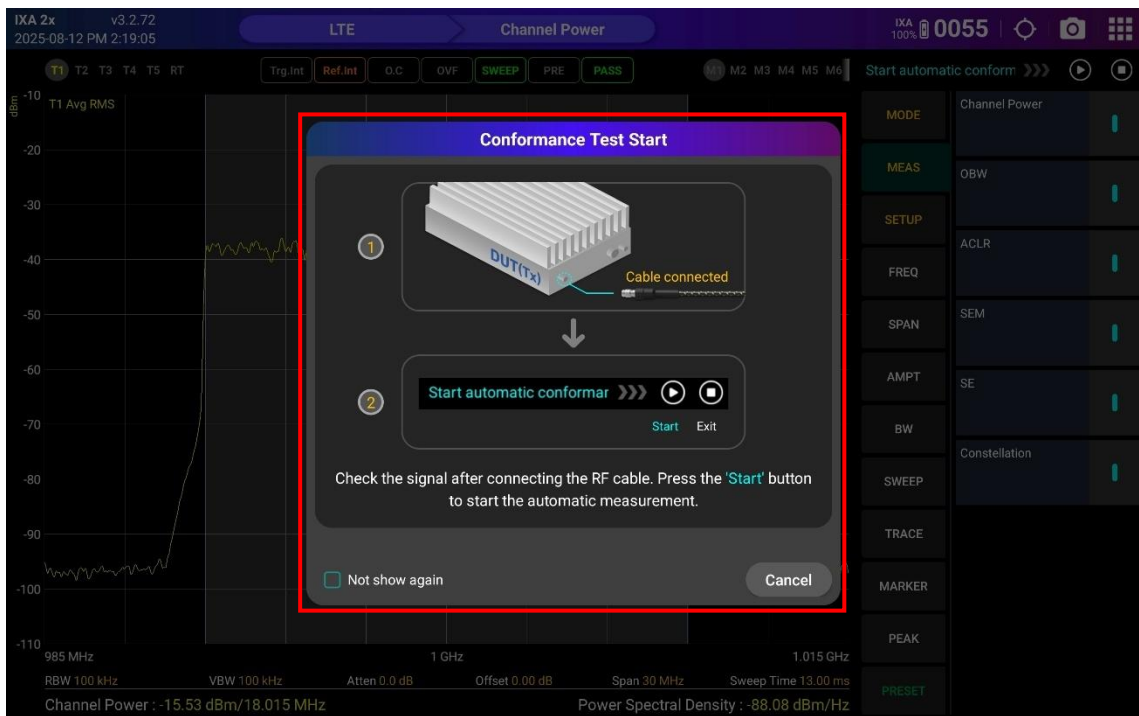 IXA 2x v3.2.72
2025-08-12 PM 2:19:05
LTE
Channel Power
IXA
100%
0055
T1 T2 T3 T4 T5 RT
Trg.Int Ref.Int O.C OVF SWEEP PRE PASS
M1 M2 M3 M4 M5 M6
Start automatic conform
dBm
T1 Avg RMS
-10
-20
-30
-40
-50
-60
-70
-80
-90
-100
-110
Conformance Test Start
1
DUT(Tx)
Cable connected
2
Start automatic conformar
Start Exit
Check the signal after connecting the RF cable. Press the 'Start' button
to start the automatic measurement.
Not show again
Cancel
MODE
MEAS
SETUP
FREQ
SPAN
AMPT
BW
SWEEP
TRACE
MARKER
PEAK
PRESET
Channel Power
OBW
ACLR
SEM
SE
Constellation
985 MHz 1 GHz 1.015 GHz
RBW 100 kHz VBW 100 kHz Atten 0.0 dB Offset 0.00 dB Span 30 MHz Sweep Time 13.00 ms
Channel Power : -15.53 dBm/18.015 MHz Power Spectral Density : -88.08 dBm/Hz